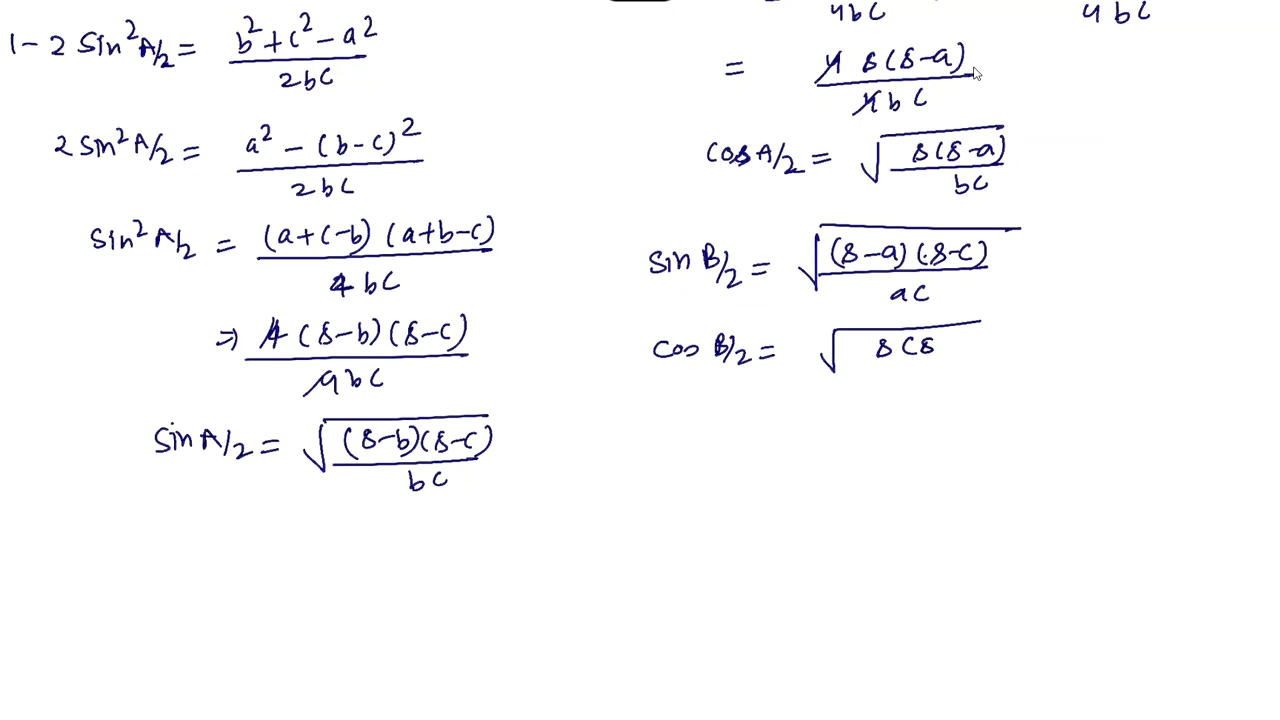 1 - 2 Sin²A/2 = (b² + c² - a²) / 2bc
2 Sin²A/2 = (a² - (b-c)²) / 2bc
Sin²A/2 = (a+c-b) (a+b-c) / 4bc
⇒ 4 (s-b)(s-c) / 4bc
Sin A/2 = √((s-b)(s-c) / bc)
4bc 4bc
= 4 s(s-a) / 4bc
cos A/2 = √(s(s-a) / bc)
Sin B/2 = √((s-a)(s-c) / ac)
cos B/2 = √ s(s